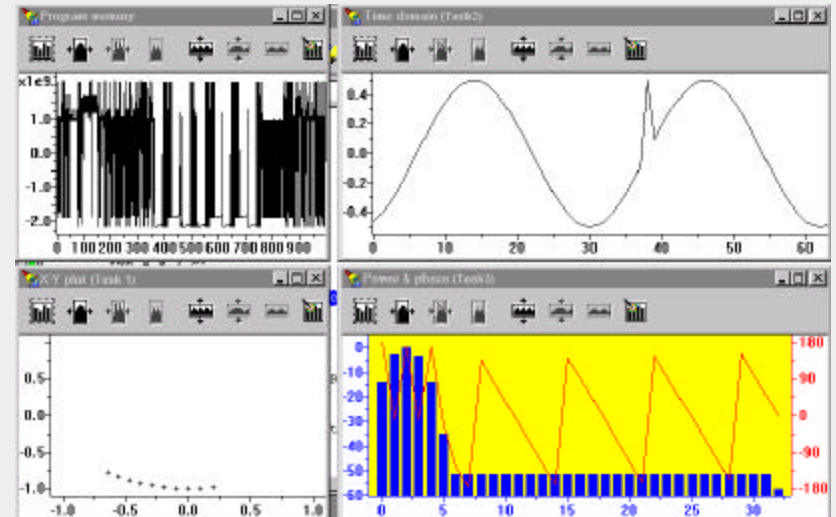 Program memory
x1e9
1.0
0.0
-1.0
-2.0
0 100 200 300 400 500 600 700 800 900
Time domain (Task2)
0.4
0.2
0.0
-0.2
-0.4
0 10 20 30 40 50 60
X-Y plot (Task 1)
0.5
0.0
-0.5
-1.0
-1.0 -0.5 0.0 0.5 1.0
Power & phase (Task3)
0
-10
-20
-30
-40
-50
-60
180
90
0
-90
-180
0 5 10 15 20 25 30